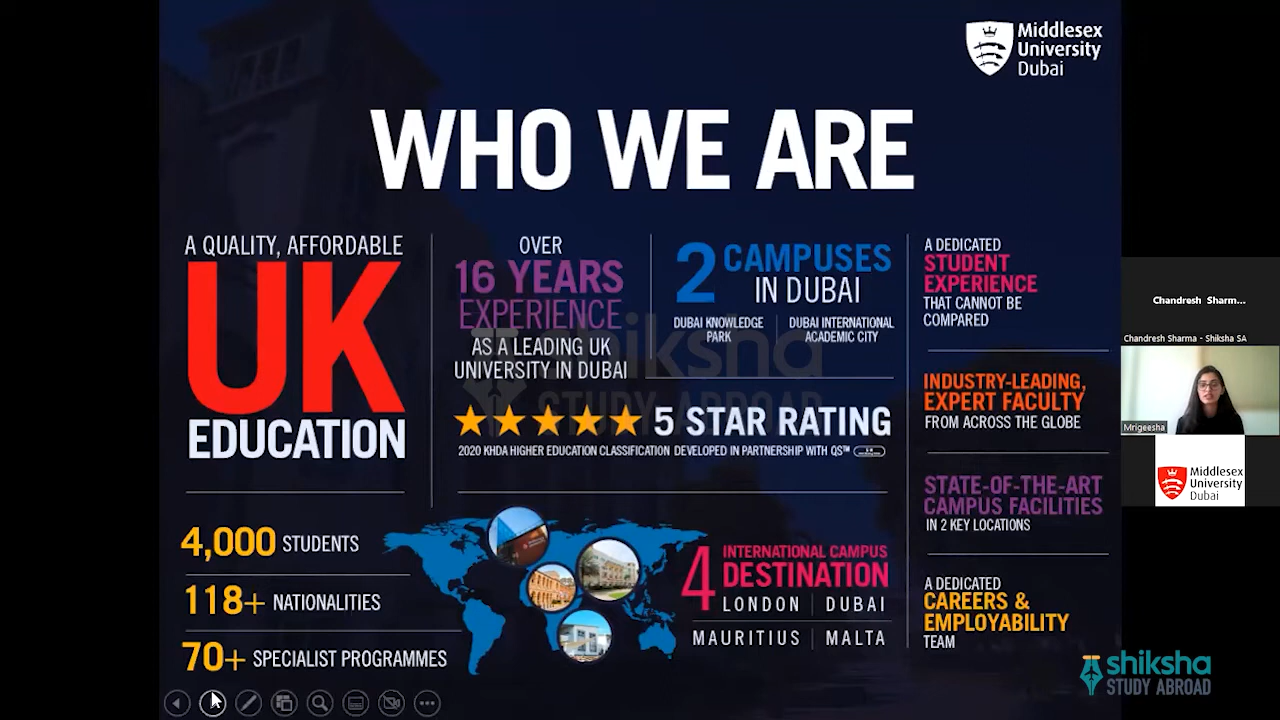 Middlesex
University
Dubai
WHO WE ARE
A QUALITY, AFFORDABLE
UK
EDUCATION
OVER
16 YEARS
EXPERIENCE
AS A LEADING UK
UNIVERSITY IN DUBAI
2 CAMPUSES
IN DUBAI
DUBAI KNOWLEDGE
PARK
DUBAI INTERNATIONAL
ACADEMIC CITY
5 STAR RATING
2020 KHDA HIGHER EDUCATION CLASSIFICATION DEVELOPED IN PARTNERSHIP WITH QS™
A DEDICATED
STUDENT
EXPERIENCE
THAT CANNOT BE
COMPARED
INDUSTRY-LEADING,
EXPERT FACULTY
FROM ACROSS THE GLOBE
STATE-OF-THE-ART
CAMPUS FACILITIES
IN 2 KEY LOCATIONS
A DEDICATED
CAREERS &
EMPLOYABILITY
TEAM
4,000 STUDENTS
118+ NATIONALITIES
70+ SPECIALIST PROGRAMMES
4 INTERNATIONAL CAMPUS
DESTINATION
LONDON DUBAI
MAURITIUS MALTA
shiksha
STUDY ABROAD
Chandresh Sharm...
Chandresh Sharma - Shiksha SA
Mrigeesha
Middlesex
University
Dubai
shiksha
STUDY ABROAD